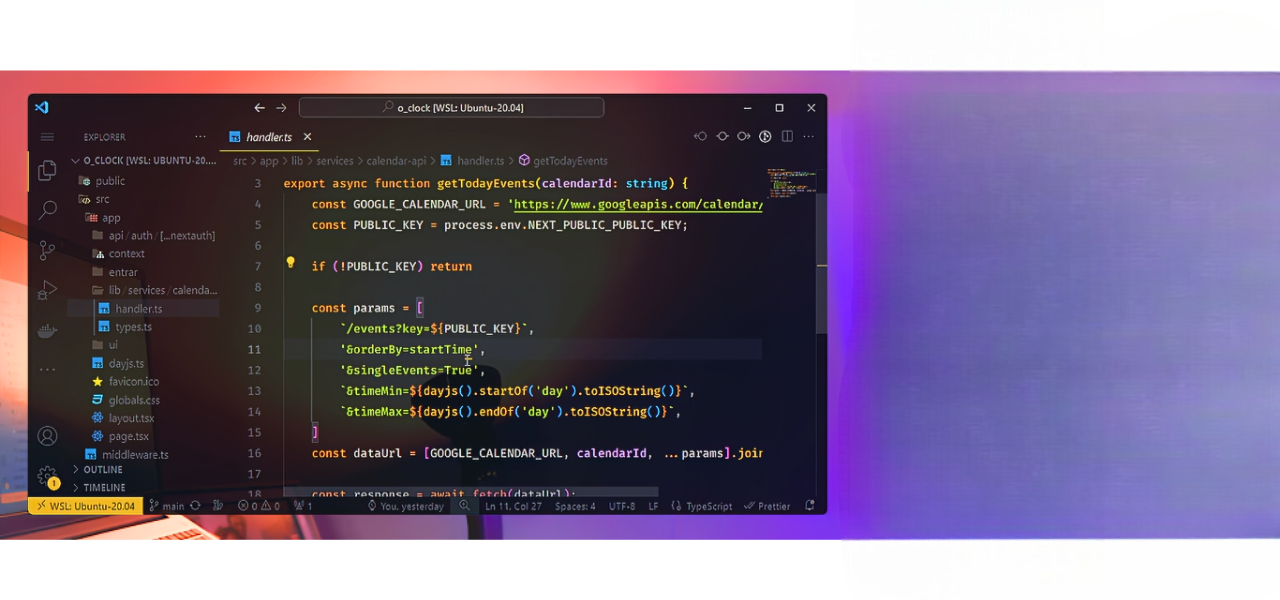 o_clock [WSL: Ubuntu-20.04]
EXPLORER
handler.ts
O_CLOCK [WSL: UBUNTU-20....
public
src
app
api / auth / [...nextauth]
context
entrar
lib / services / calenda...
handler.ts
types.ts
ui
dayjs.ts
favicon.ico
globals.css
layout.tsx
page.tsx
middleware.ts
OUTLINE
TIMELINE
src > app > lib > services > calendar-api > handler.ts > getTodayEvents
3 export async function getTodayEvents(calendarId: string) {
4 const GOOGLE_CALENDAR_URL = 'https://www.googleapis.com/calendar/
5 const PUBLIC_KEY = process.env.NEXT_PUBLIC_PUBLIC_KEY;
6
7 if (!PUBLIC_KEY) return
8
9 const params = [
10 `/events?key=${PUBLIC_KEY}`,
11 '&orderBy=startTime',
12 '&singleEvents=True',
13 `&timeMin=${dayjs().startOf('day').toISOString()}`,
14 `&timeMax=${dayjs().endOf('day').toISOString()}`,
15 ]
16 const dataUrl = [GOOGLE_CALENDAR_URL, calendarId, ...params].join
17
18 const response = await fetch(dataUrl);
1
WSL: Ubuntu-20.04 main 0 0 1 You, yesterday Ln 11, Col 27 Spaces: 4 UTF-8 LF TypeScript Prettier